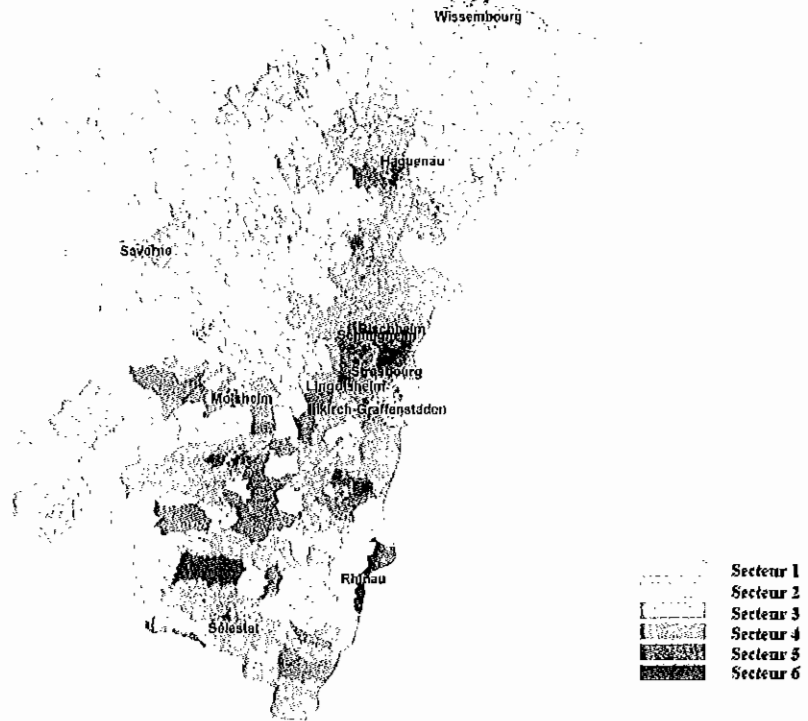 Wissembourg
Haguenau
Saverne
Bischheim
Schiltigheim
Strasbourg
Lingolsheim
Molsheim
Illkirch-Graffenstaden
Rhinau
Sélestat
Secteur 1
Secteur 2
Secteur 3
Secteur 4
Secteur 5
Secteur 6